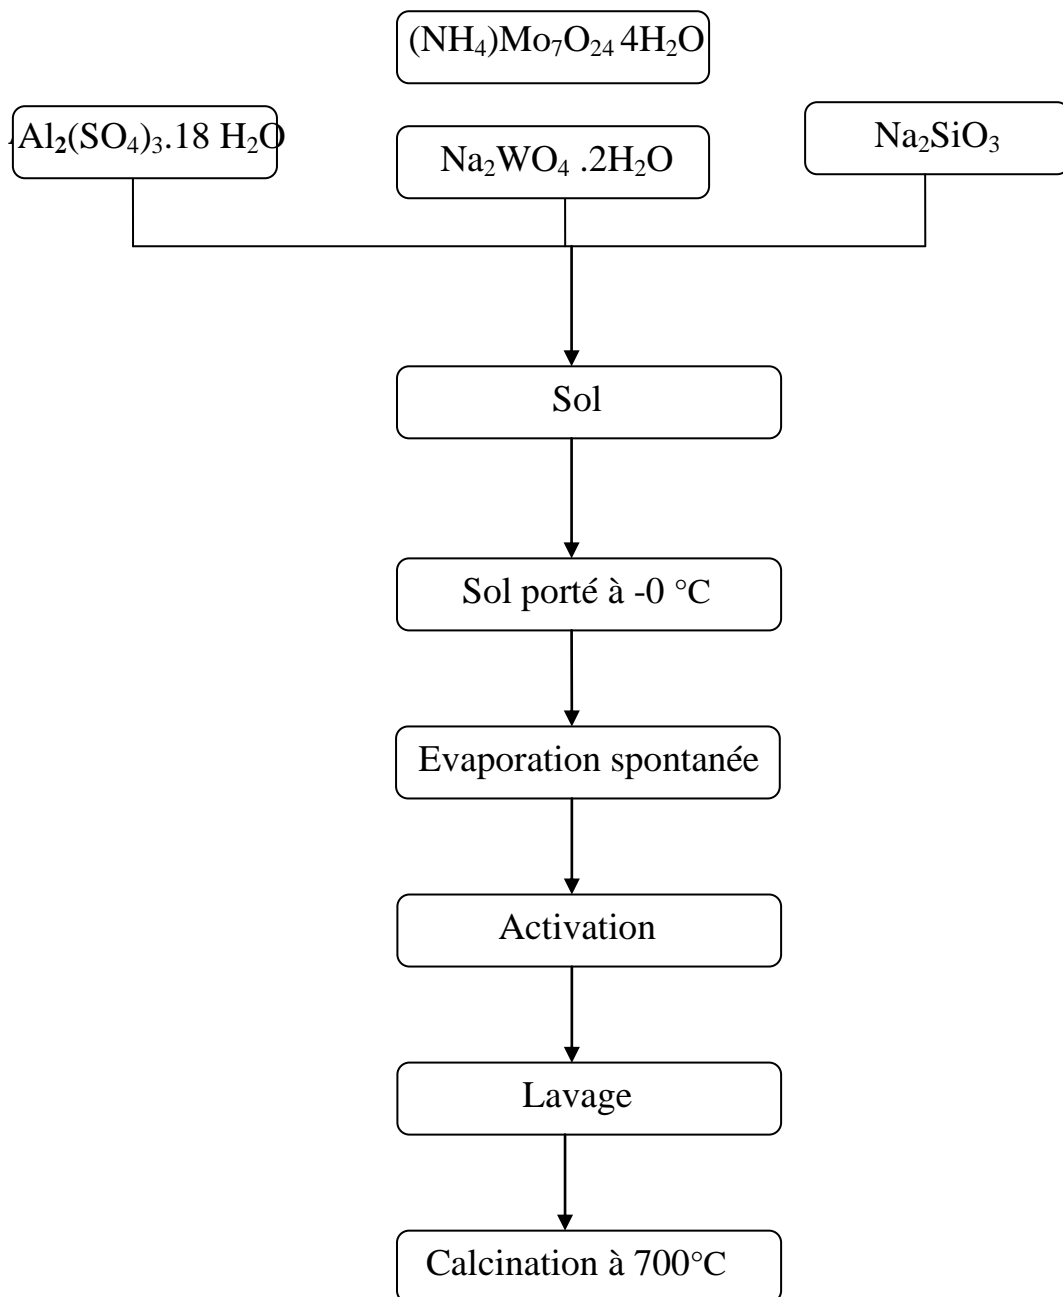 (NH₄)Mo₇O₂₄ 4H₂O
Al₂(SO₄)₃.18 H₂O
Na₂WO₄ .2H₂O
Na₂SiO₃
Sol
Sol porté à -0 °C
Evaporation spontanée
Activation
Lavage
Calcination à 700°C